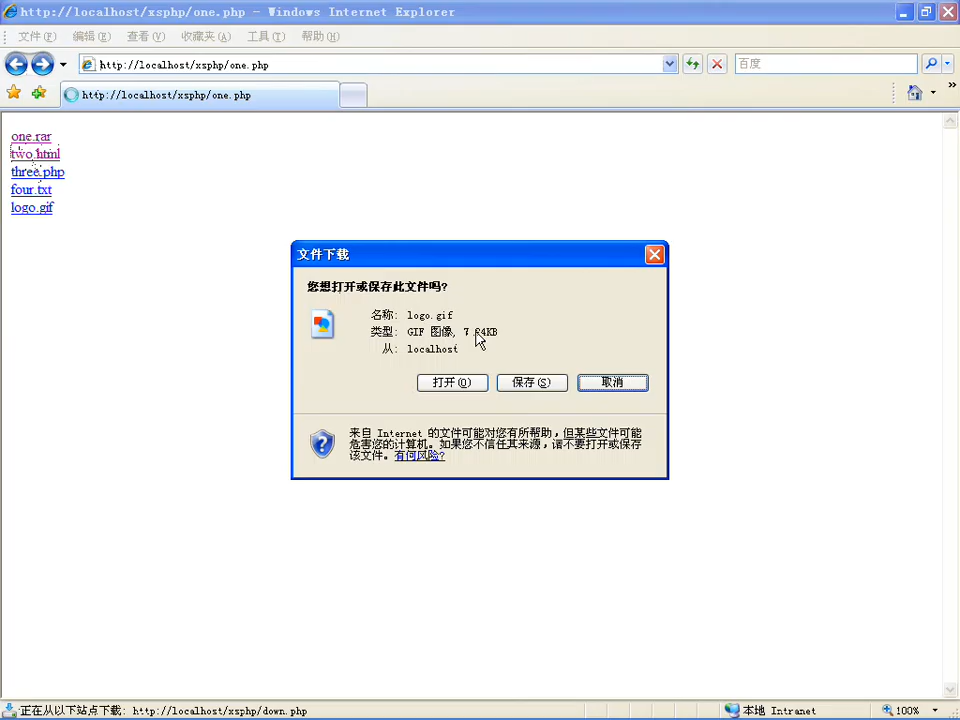 http://localhost/xsphp/one.php - Windows Internet Explorer
文件(F) 编辑(E) 查看(V) 收藏夹(A) 工具(T) 帮助(H)
http://localhost/xsphp/one.php
百度
http://localhost/xsphp/one.php
one.rar
two.html
three.php
four.txt
logo.gif
文件下载
您想打开或保存此文件吗?
名称: logo.gif
类型: GIF 图像,
从: localhost
打开(O) 保存(S) 取消
来自 Internet 的文件可能对您有所帮助,但某些文件可能
危害您的计算机。如果您不信任其来源,请不要打开或保存
该文件。有何风险?
正在从以下站点下载: http://localhost/xsphp/down.php 本地 Intranet 100%